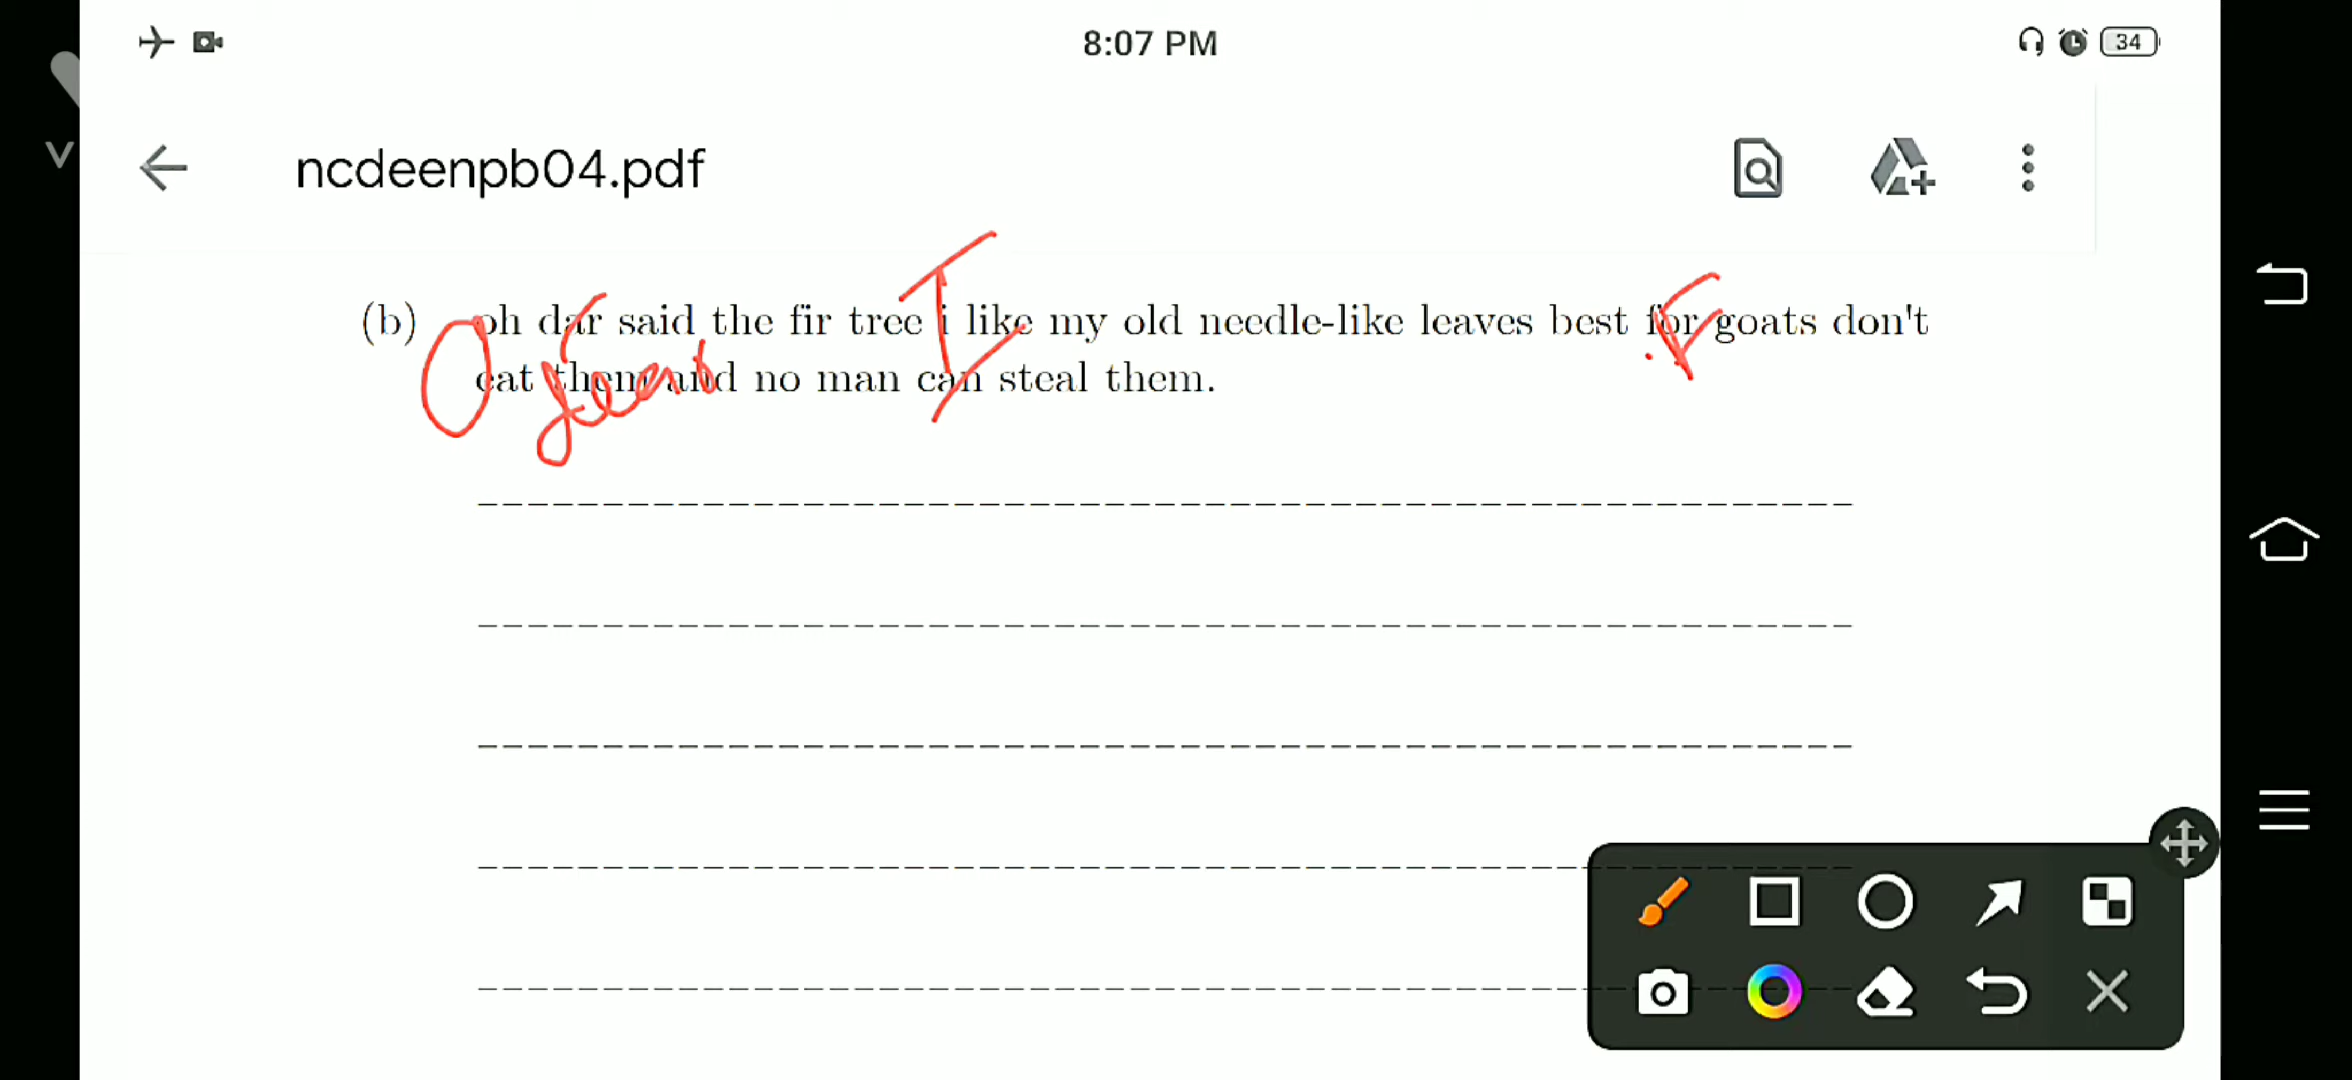 8:07 PM
34
V
ncdeenpb04.pdf
(b) oh dar said the fir tree i like my old needle-like leaves best for goats don't
eat them and no man can steal them.
O I F